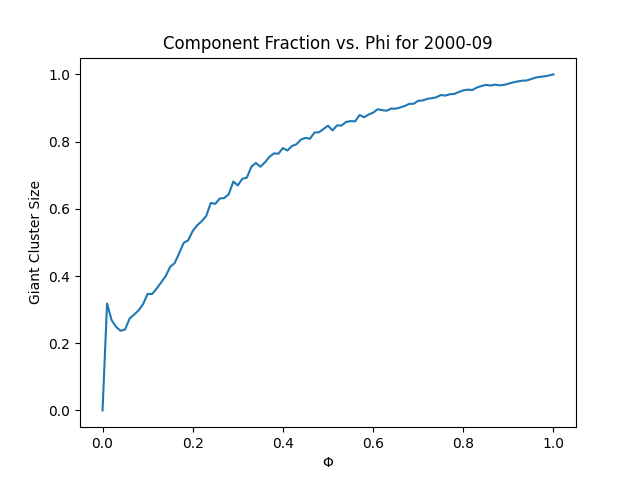 Component Fraction vs. Phi for 2000-09
1.0
0.8
0.6
0.4
0.2
0.0
Giant Cluster Size
0.0 0.2 0.4 0.6 0.8 1.0
Φ